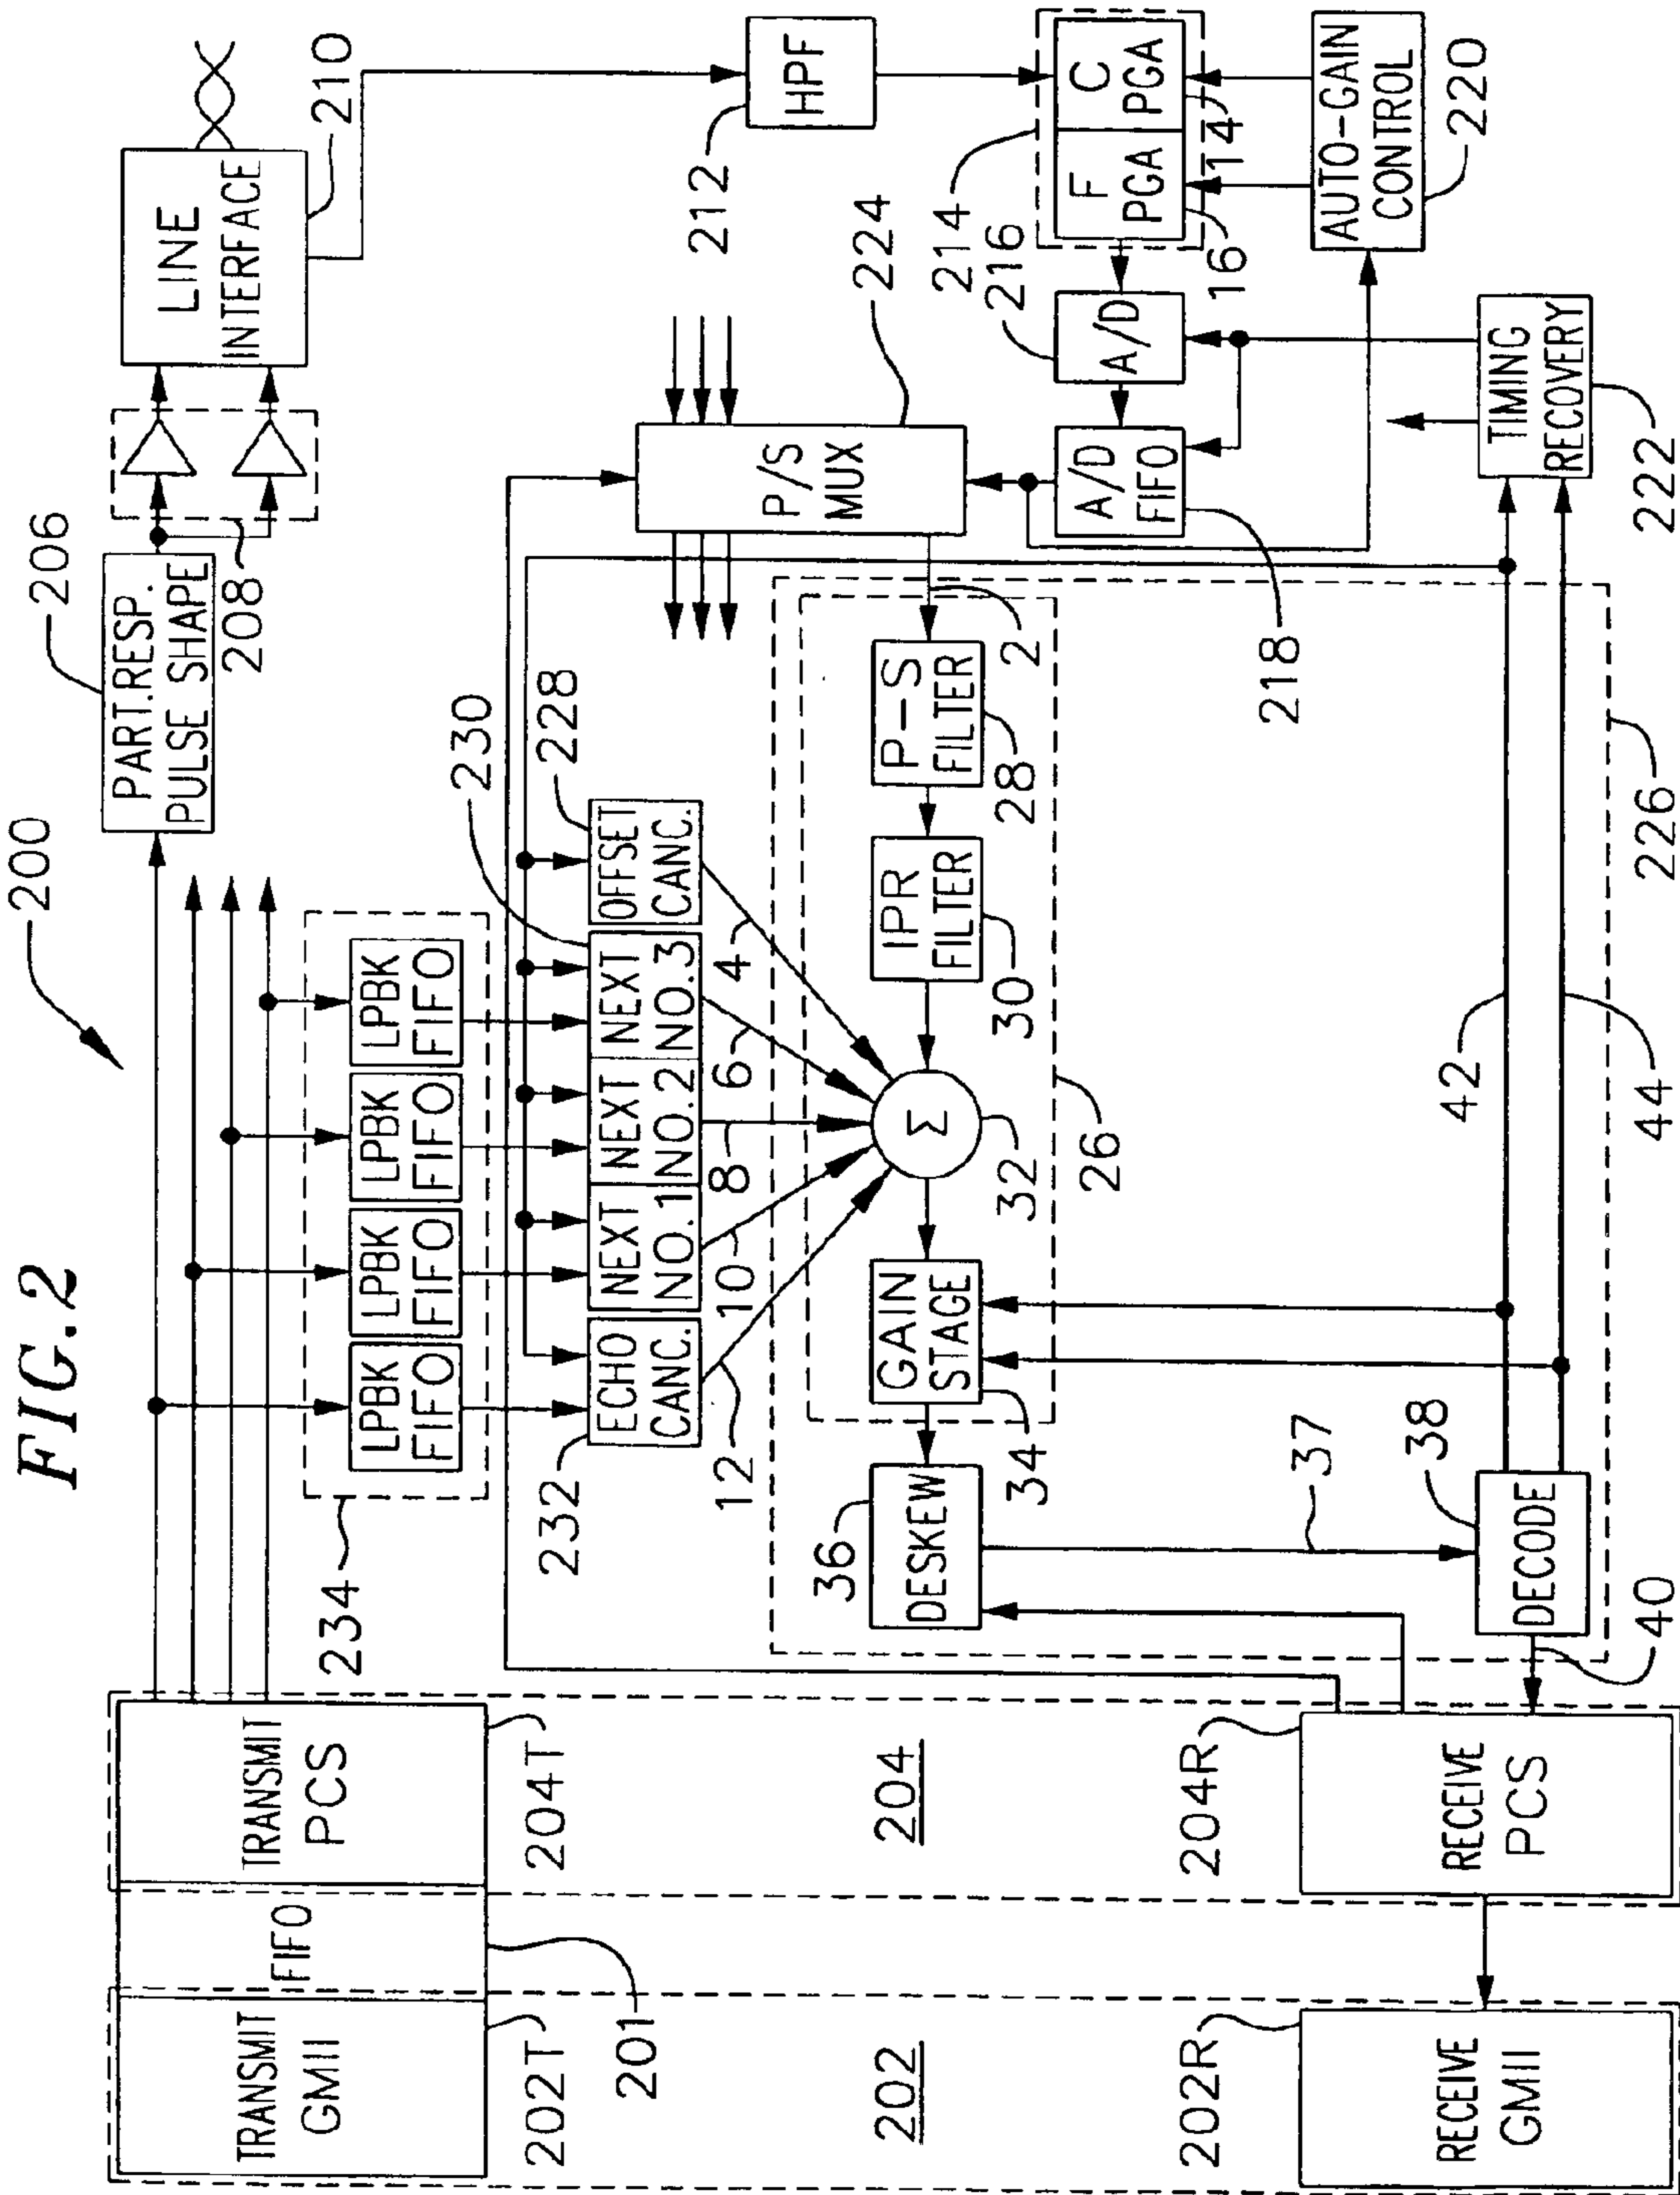 FIG.2
200
TRANSMIT
GMII
202T
FIFO
201
TRANSMIT
PCS
204T
202
204
RECEIVE
GMII
202R
RECEIVE
PCS
204R
PART.RESP.
PULSE SHAPE
206
208
LINE
INTERFACE
210
LPBK
FIFO
LPBK
FIFO
LPBK
FIFO
LPBK
FIFO
234
ECHO
CANC.
232
NEXT
NO.1
NEXT
NO.2
NEXT
NO.3
230
OFFSET
CANC.
228
12
10
8
6
4
P/S
MUX
224
HPF
212
F
PGA
16
C
PGA
14
214
A/D
216
A/D
FIFO
218
AUTO-GAIN
CONTROL
220
TIMING
RECOVERY
222
DESKEW
36
GAIN
STAGE
34
Σ
32
IPR
FILTER
30
P-S
FILTER
28
2
26
37
DECODE
38
40
42
44
226